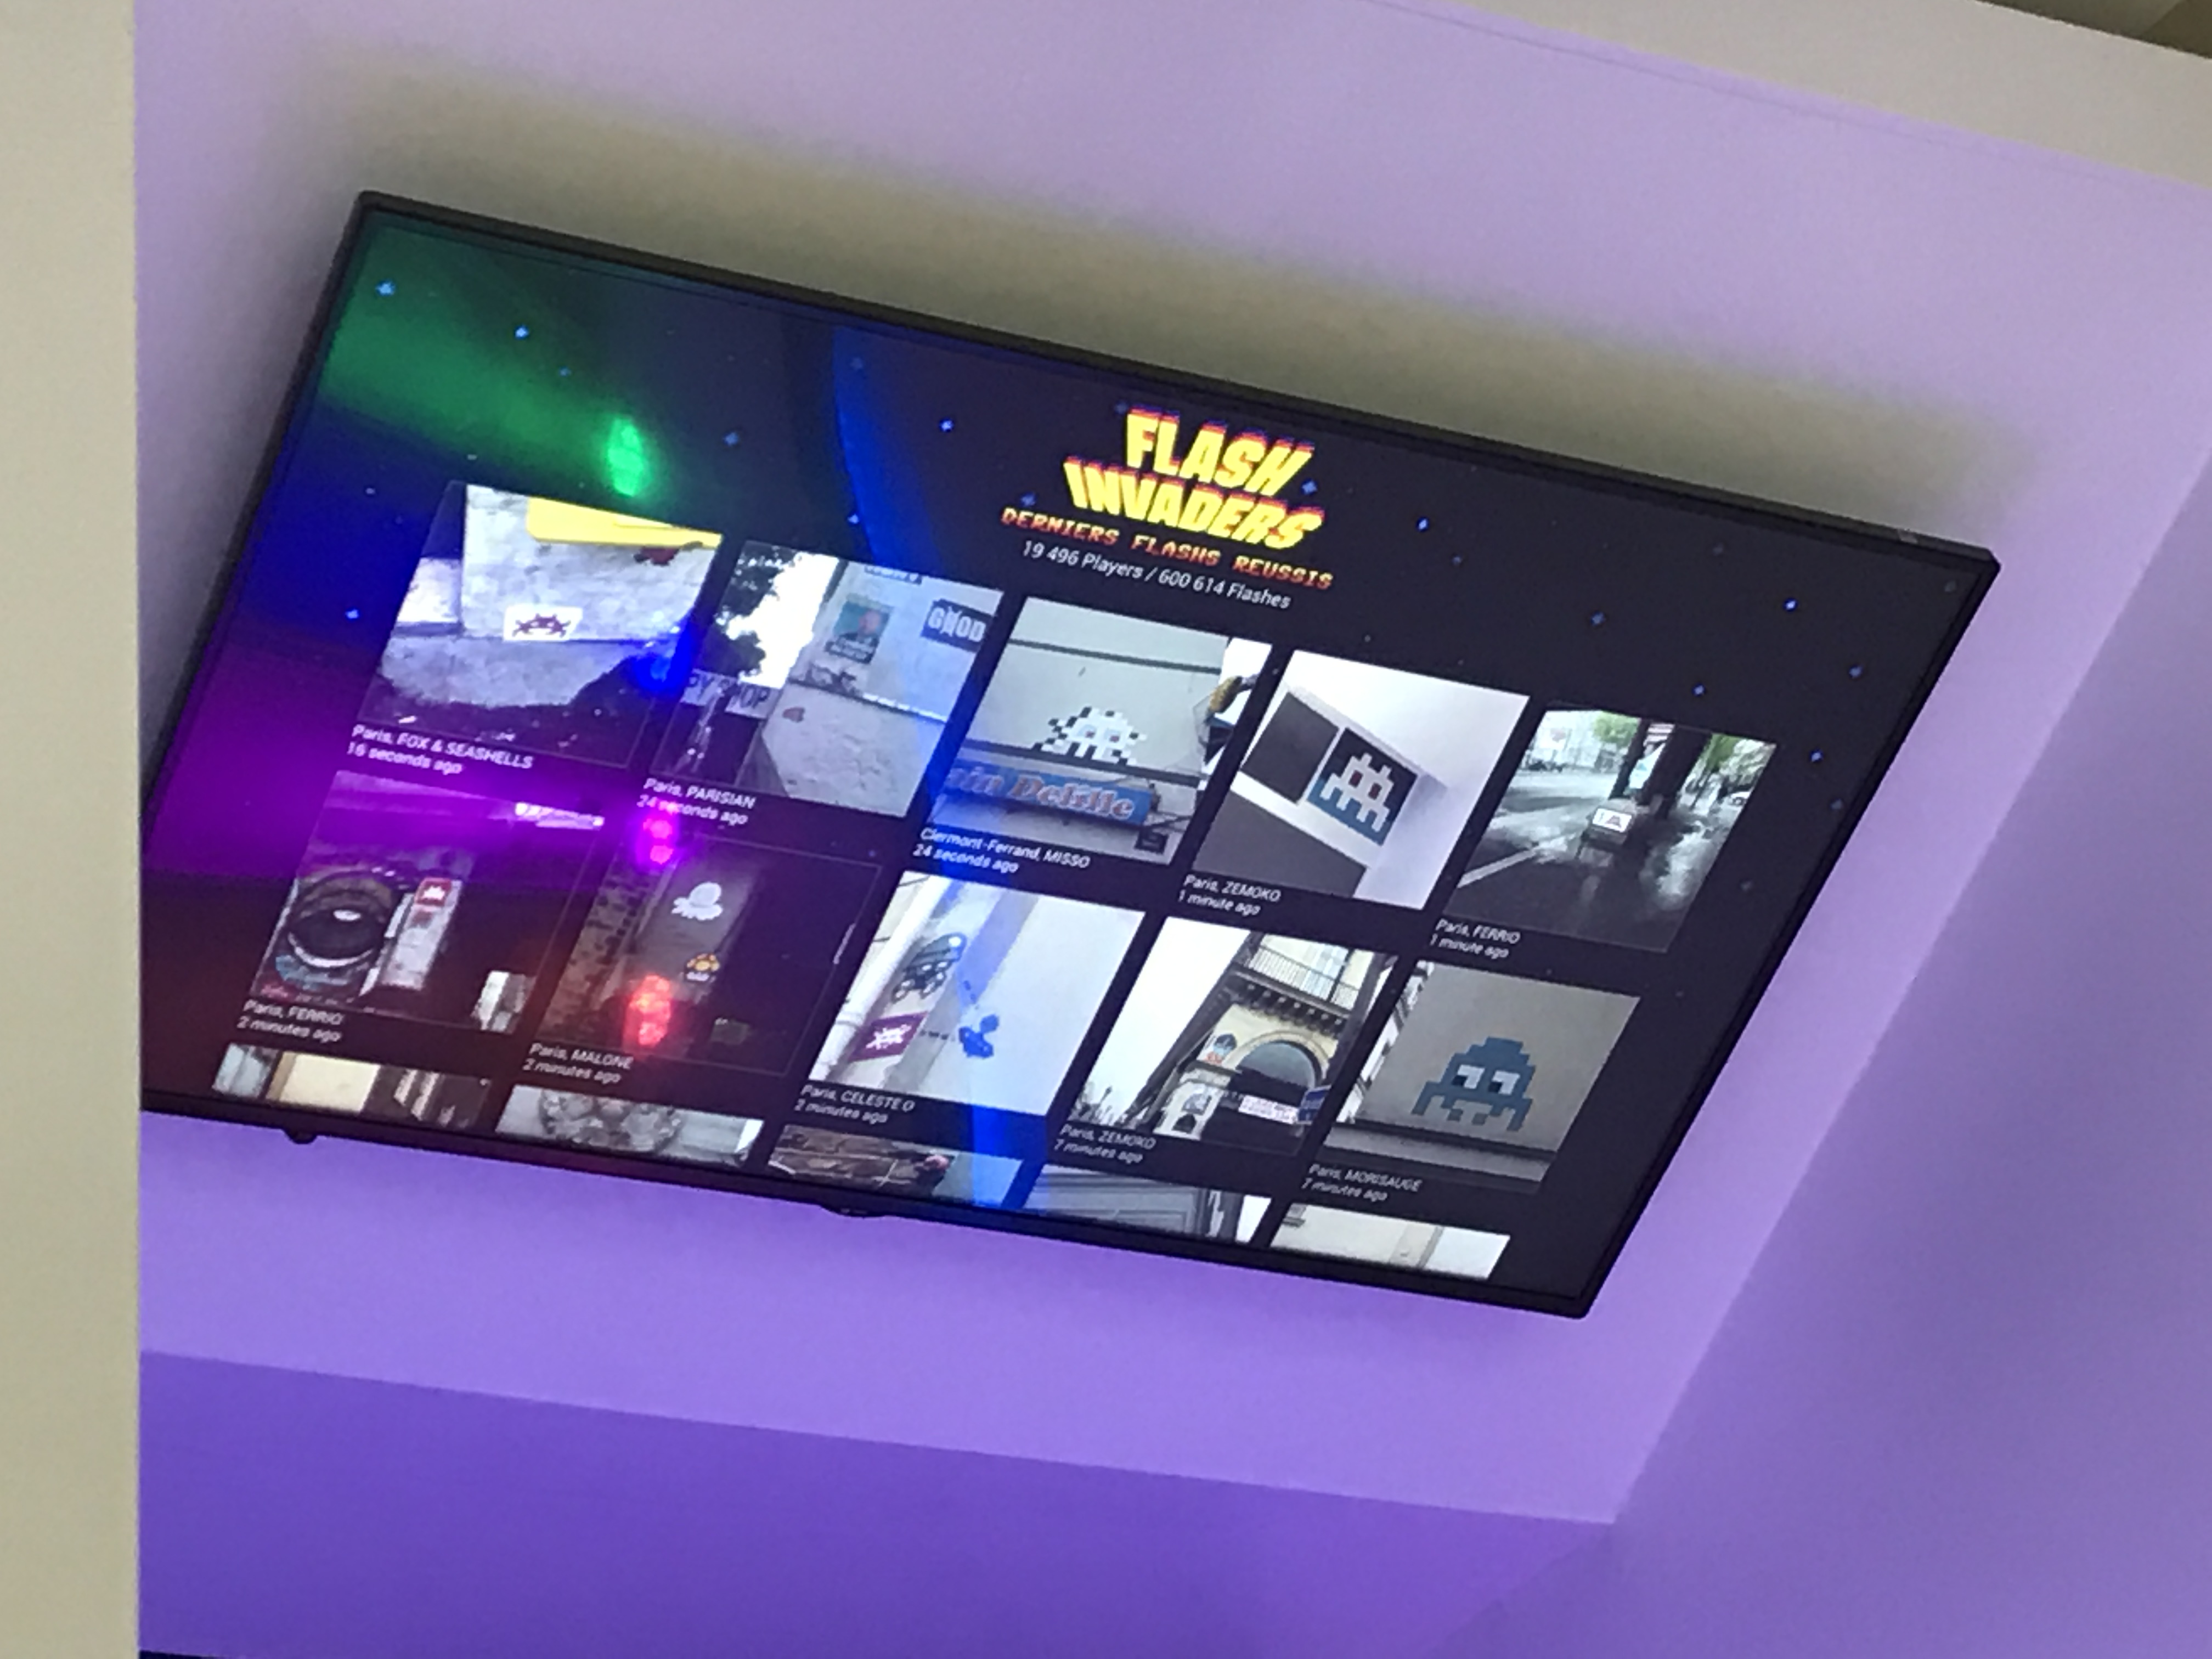 FLASH
INVADERS
DERNIERS FLASHS REUSSIS
19 496 Players / 600 614 Flashes
Paris, FOX & SEASHELLS
16 seconds ago
Paris, PARISIAN
24 seconds ago
Clermont-Ferrand, MISSO
24 seconds ago
Paris, ZEMOKO
1 minute ago
Paris, FERRIO
1 minute ago
Paris, FERRIO
2 minutes ago
Paris, MALONE
2 minutes ago
Paris, CELESTE O
2 minutes ago
Paris, ZEMOKO
7 minutes ago
Paris, MORISAUGE
7 minutes ago